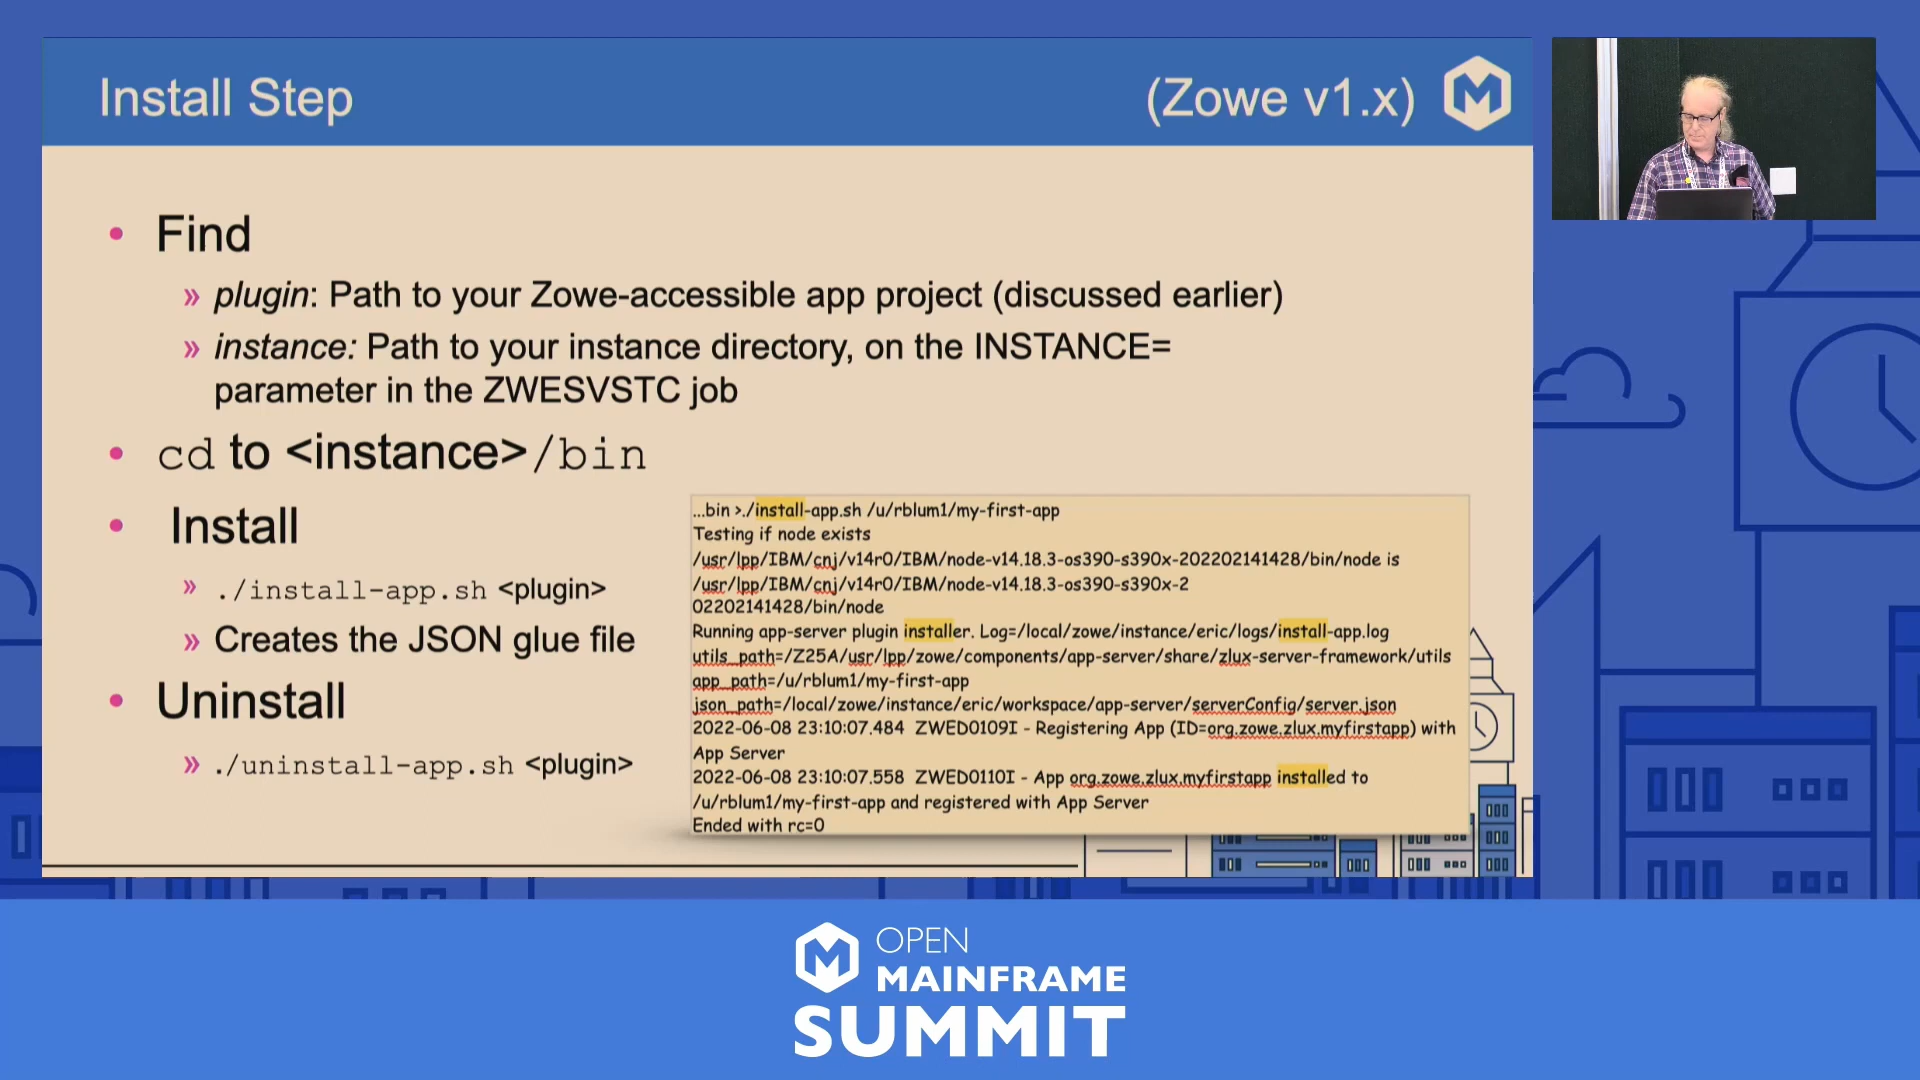 Install Step
(Zowe v1.x)
• Find
» plugin: Path to your Zowe-accessible app project (discussed earlier)
» instance: Path to your instance directory, on the INSTANCE=
parameter in the ZWESVSTC job
• cd to <instance>/bin
• Install
» ./install-app.sh <plugin>
» Creates the JSON glue file
• Uninstall
» ./uninstall-app.sh <plugin>
...bin >./install-app.sh /u/rblum1/my-first-app
Testing if node exists
/usr/lpp/IBM/cnj/v14r0/IBM/node-v14.18.3-os390-s390x-202202141428/bin/node is
/usr/lpp/IBM/cnj/v14r0/IBM/node-v14.18.3-os390-s390x-2
02202141428/bin/node
Running app-server plugin installer. Log=/local/zowe/instance/eric/logs/install-app.log
utils_path=/Z25A/usr/lpp/zowe/components/app-server/share/zlux-server-framework/utils
app_path=/u/rblum1/my-first-app
json_path=/local/zowe/instance/eric/workspace/app-server/serverConfig/server.json
2022-06-08 23:10:07.484 ZWED0109I - Registering App (ID=org.zowe.zlux.myfirstapp) with
App Server
2022-06-08 23:10:07.558 ZWED0110I - App org.zowe.zlux.myfirstapp installed to
/u/rblum1/my-first-app and registered with App Server
Ended with rc=0
OPEN
MAINFRAME
SUMMIT